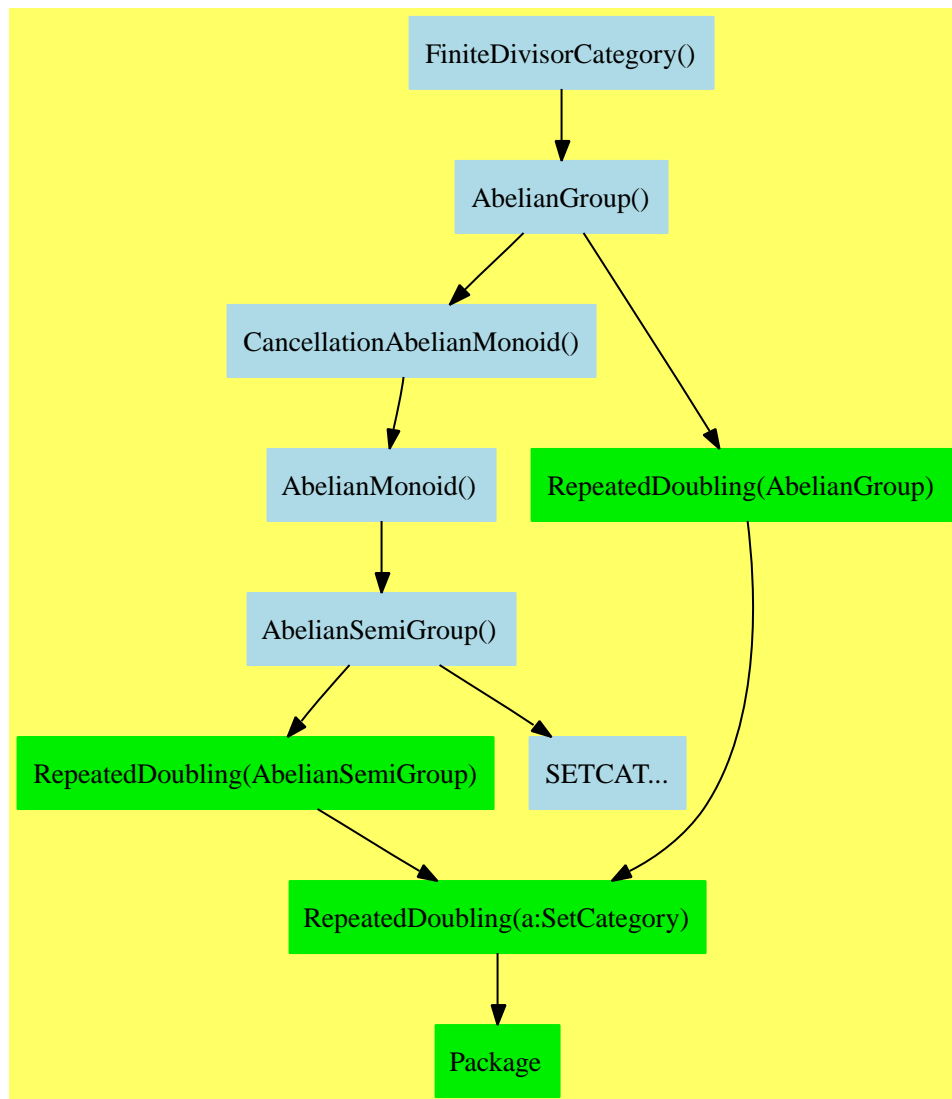 FiniteDivisorCategory()
AbelianGroup()
CancellationAbelianMonoid()
AbelianMonoid()
RepeatedDoubling(AbelianGroup)
AbelianSemiGroup()
RepeatedDoubling(AbelianSemiGroup)
SETCAT...
RepeatedDoubling(a:SetCategory)
Package